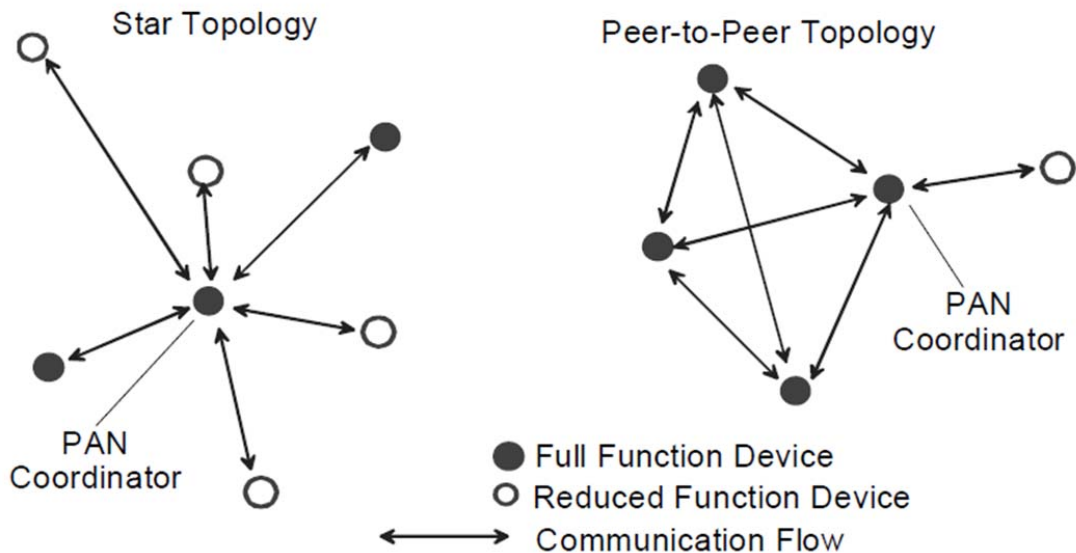 Star Topology
Peer-to-Peer Topology
PAN
Coordinator
PAN
Coordinator
Full Function Device
Reduced Function Device
Communication Flow